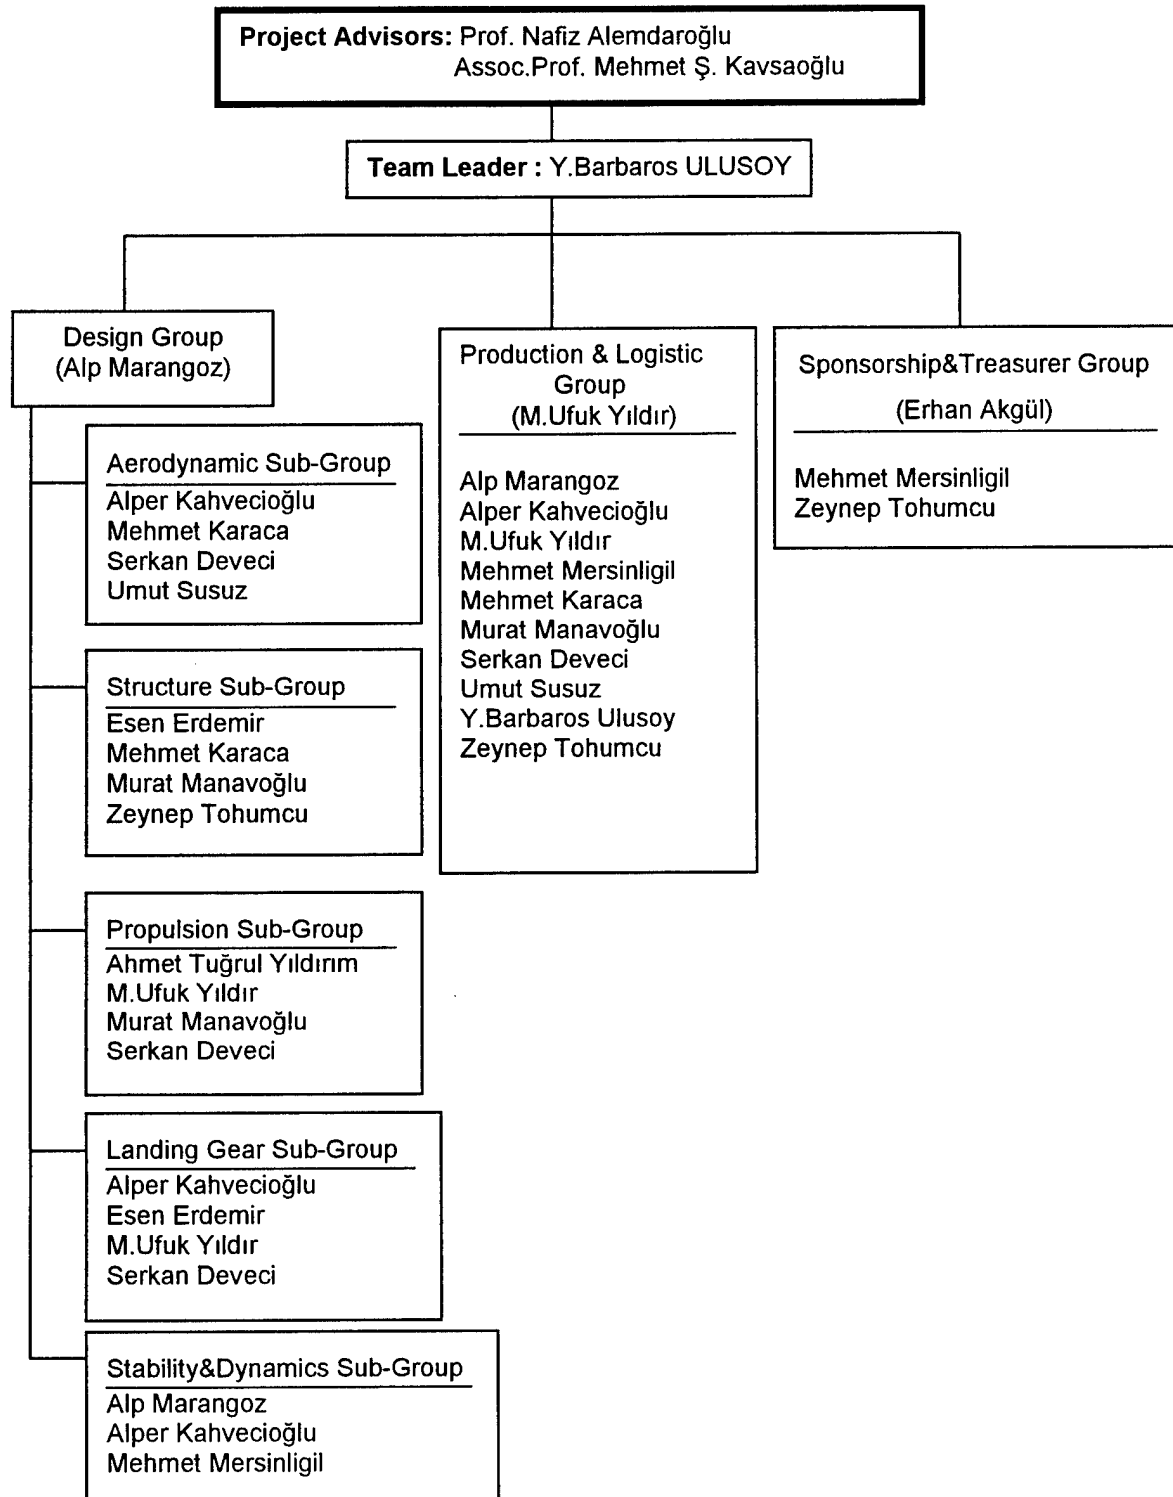 Project Advisors: Prof. Nafiz Alemdaroğlu
Assoc.Prof. Mehmet Ş. Kavsaoğlu
Team Leader : Y.Barbaros ULUSOY
Design Group
(Alp Marangoz)
Aerodynamic Sub-Group
Alper Kahvecioğlu
Mehmet Karaca
Serkan Deveci
Umut Susuz
Structure Sub-Group
Esen Erdemir
Mehmet Karaca
Murat Manavoğlu
Zeynep Tohumcu
Propulsion Sub-Group
Ahmet Tuğrul Yıldırım
M.Ufuk Yıldır
Murat Manavoğlu
Serkan Deveci
Landing Gear Sub-Group
Alper Kahvecioğlu
Esen Erdemir
M.Ufuk Yıldır
Serkan Deveci
Stability&Dynamics Sub-Group
Alp Marangoz
Alper Kahvecioğlu
Mehmet Mersinligil
Production & Logistic
Group
(M.Ufuk Yıldır)
Alp Marangoz
Alper Kahvecioğlu
M.Ufuk Yıldır
Mehmet Mersinligil
Mehmet Karaca
Murat Manavoğlu
Serkan Deveci
Umut Susuz
Y.Barbaros Ulusoy
Zeynep Tohumcu
Sponsorship&Treasurer Group
(Erhan Akgül)
Mehmet Mersinligil
Zeynep Tohumcu